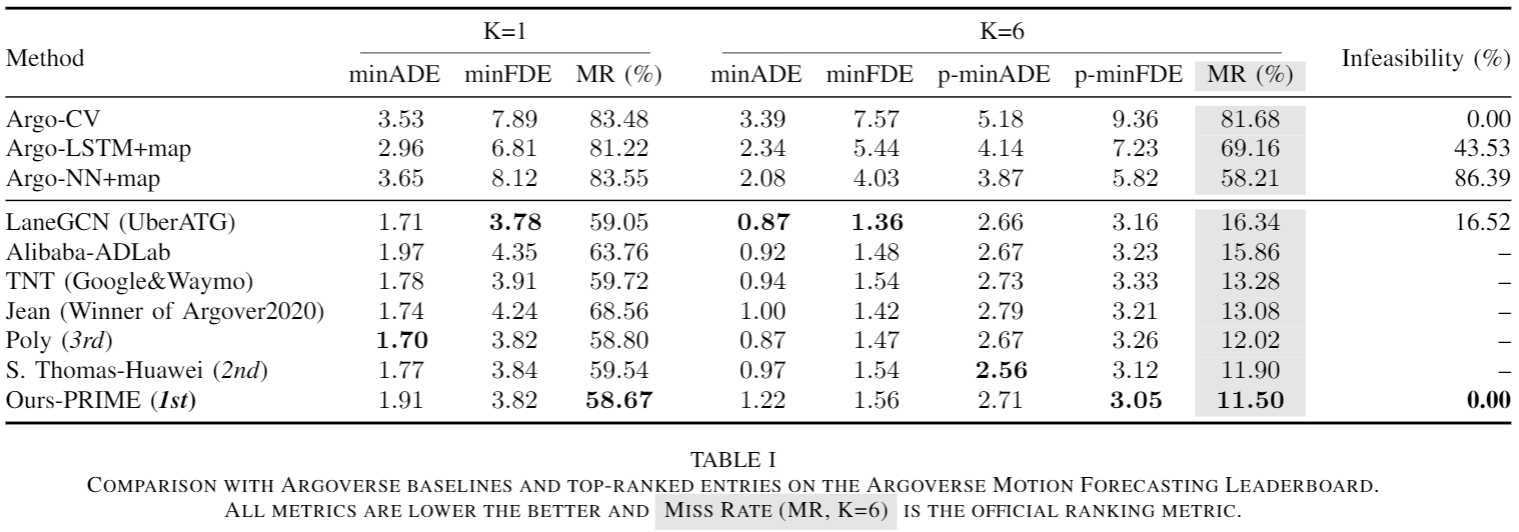 Method K=1 K=6 Infeasibility (%)
minADE minFDE MR (%) minADE minFDE p-minADE p-minFDE MR (%)
Argo-CV 3.53 7.89 83.48 3.39 7.57 5.18 9.36 81.68 0.00
Argo-LSTM+map 2.96 6.81 81.22 2.34 5.44 4.14 7.23 69.16 43.53
Argo-NN+map 3.65 8.12 83.55 2.08 4.03 3.87 5.82 58.21 86.39
LaneGCN (UberATG) 1.71 3.78 59.05 0.87 1.36 2.66 3.16 16.34 16.52
Alibaba-ADLab 1.97 4.35 63.76 0.92 1.48 2.67 3.23 15.86 –
TNT (Google&Waymo) 1.78 3.91 59.72 0.94 1.54 2.73 3.33 13.28 –
Jean (Winner of Argover2020) 1.74 4.24 68.56 1.00 1.42 2.79 3.21 13.08 –
Poly (3rd) 1.70 3.82 58.80 0.87 1.47 2.67 3.26 12.02 –
S. Thomas-Huawei (2nd) 1.77 3.84 59.54 0.97 1.54 2.56 3.12 11.90 –
Ours-PRIME (1st) 1.91 3.82 58.67 1.22 1.56 2.71 3.05 11.50 0.00
TABLE I
COMPARISON WITH ARGOVERSE BASELINES AND TOP-RANKED ENTRIES ON THE ARGOVERSE MOTION FORECASTING LEADERBOARD.
ALL METRICS ARE LOWER THE BETTER AND MISS RATE (MR, K=6) IS THE OFFICIAL RANKING METRIC.